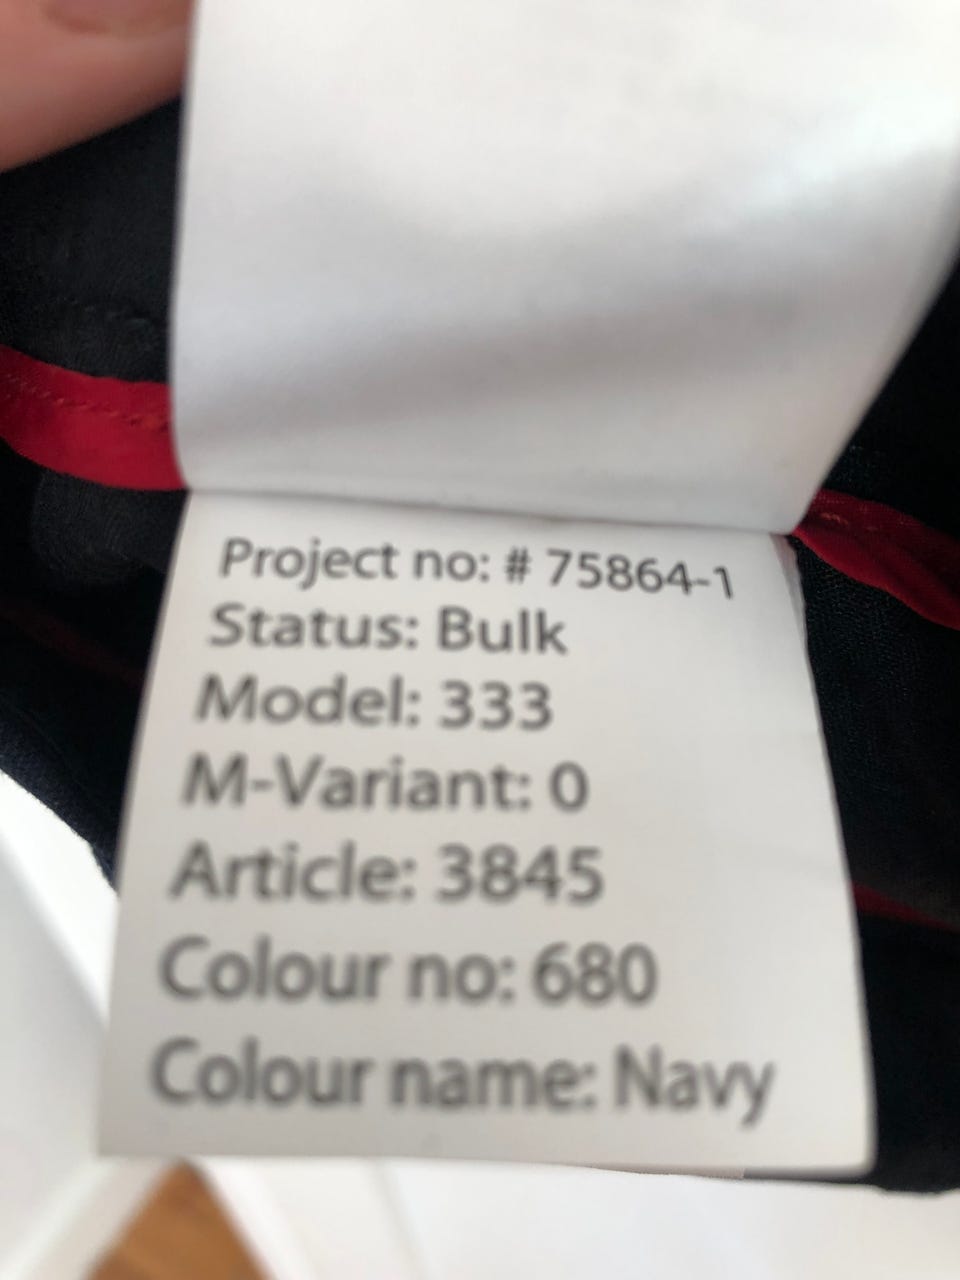 Project no: # 75864-1
Status: Bulk
Model: 333
M-Variant: 0
Article: 3845
Colour no: 680
Colour name: Navy